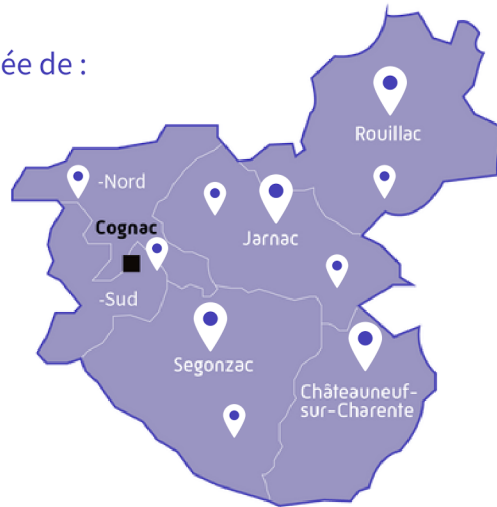 ée de :
Rouillac
-Nord
Cognac
Jarnac
-Sud
Segonzac
Châteauneuf-
sur-Charente